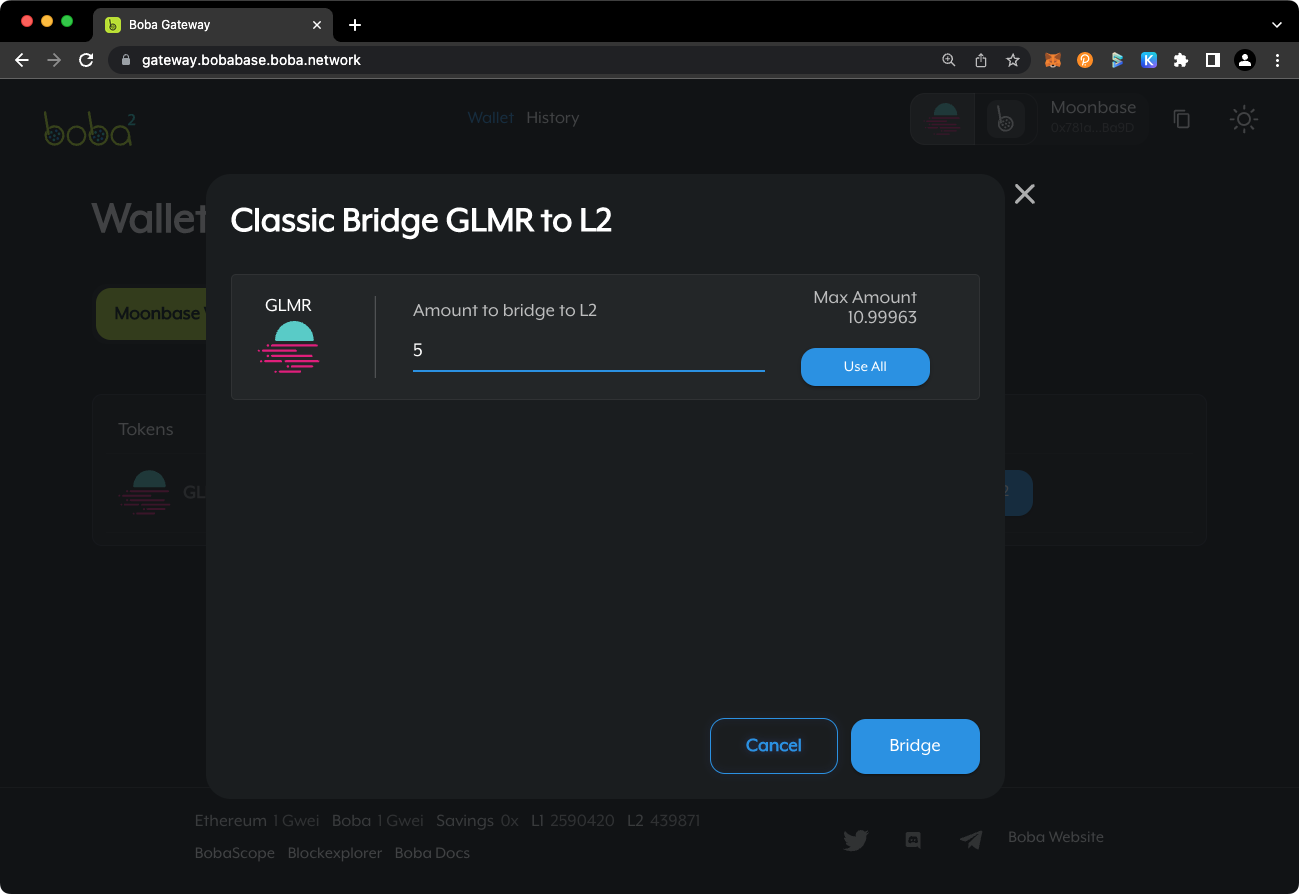 Boba Gateway
gateway.bobabase.boba.network
boba2
Wallet History
Moonbase
0x781a...Ba9D
Wallet
Classic Bridge GLMR to L2
Moonbase
GLMR
Amount to bridge to L2
5
Max Amount
10.99963
Use All
Tokens
GL
2
Cancel
Bridge
Ethereum 1 Gwei Boba 1 Gwei Savings 0x L1 2590420 L2 439871
BobaScope Blockexplorer Boba Docs
Boba Website